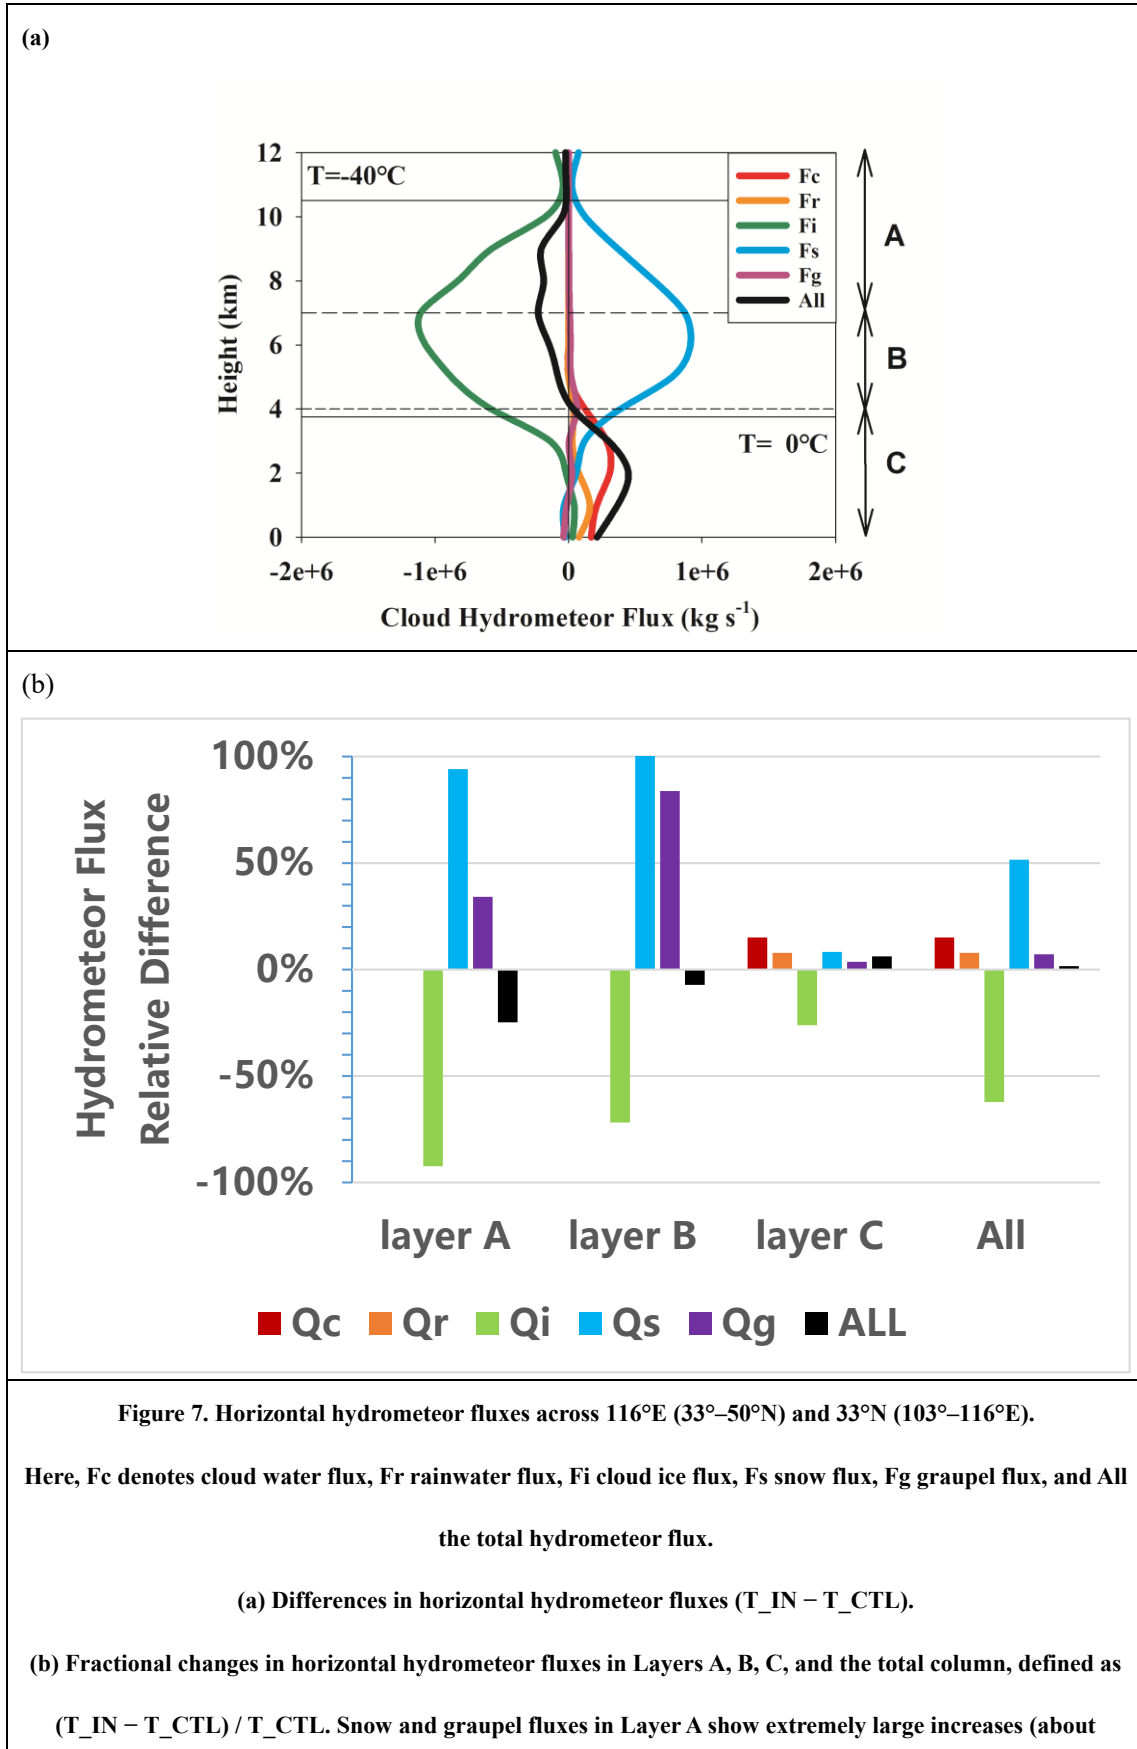 (a)
12
10
8
6
4
2
0
Height (km)
T=-40°C
T= 0°C
Fc
Fr
Fi
Fs
Fg
All
A
B
C
-2e+6 -1e+6 0 1e+6 2e+6
Cloud Hydrometeor Flux (kg s⁻¹)
(b)
Hydrometeor Flux
Relative Difference
100%
50%
0%
-50%
-100%
layer A layer B layer C All
Qc Qr Qi Qs Qg ALL
Figure 7. Horizontal hydrometeor fluxes across 116°E (33°–50°N) and 33°N (103°–116°E).
Here, Fc denotes cloud water flux, Fr rainwater flux, Fi cloud ice flux, Fs snow flux, Fg graupel flux, and All
the total hydrometeor flux.
(a) Differences in horizontal hydrometeor fluxes (T_IN − T_CTL).
(b) Fractional changes in horizontal hydrometeor fluxes in Layers A, B, C, and the total column, defined as
(T_IN − T_CTL) / T_CTL. Snow and graupel fluxes in Layer A show extremely large increases (about